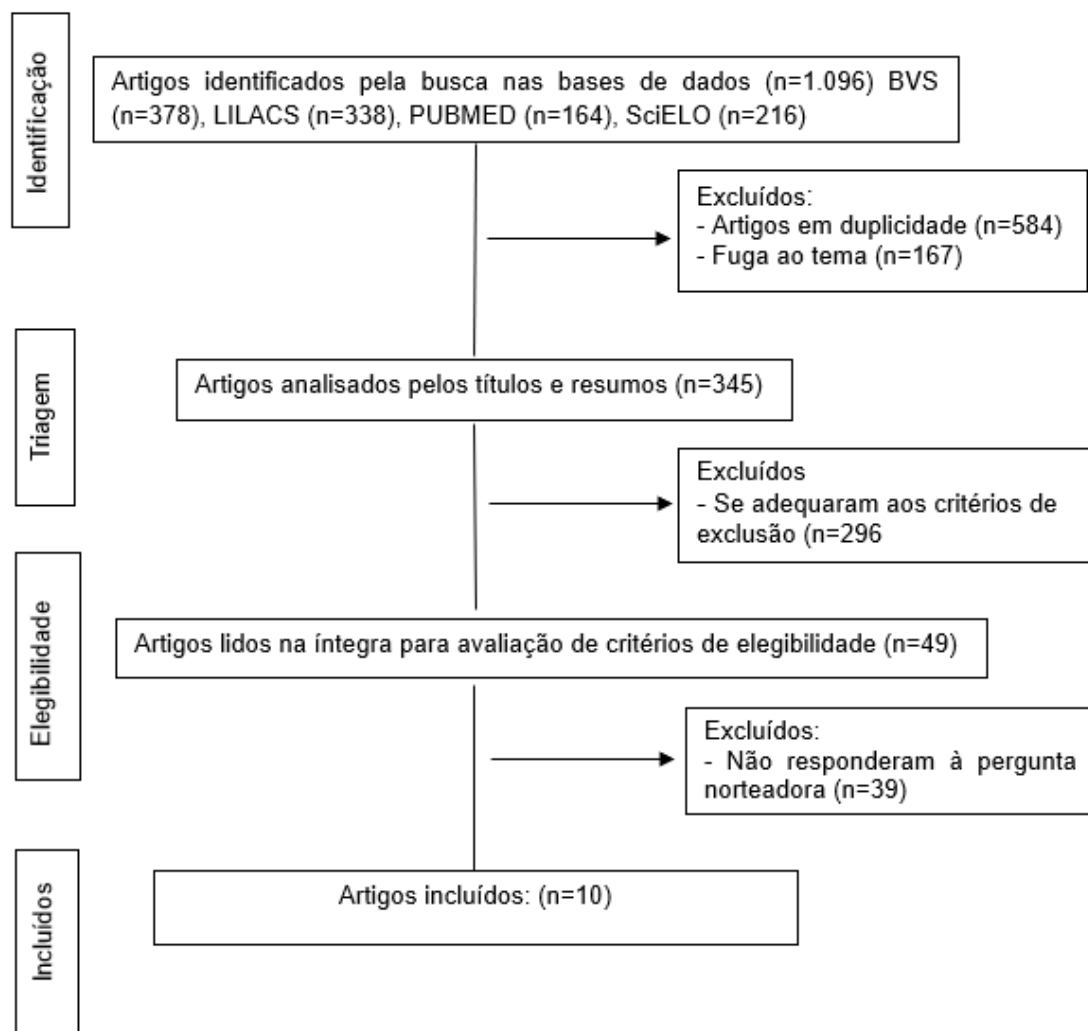 Identificação
Artigos identificados pela busca nas bases de dados (n=1.096) BVS
(n=378), LILACS (n=338), PUBMED (n=164), SciELO (n=216)
Excluídos:
- Artigos em duplicidade (n=584)
- Fuga ao tema (n=167)
Triagem
Artigos analisados pelos títulos e resumos (n=345)
Excluídos
- Se adequaram aos critérios de
exclusão (n=296
Elegibilidade
Artigos lidos na íntegra para avaliação de critérios de elegibilidade (n=49)
Excluídos:
- Não responderam à pergunta
norteadora (n=39)
Incluídos
Artigos incluídos: (n=10)